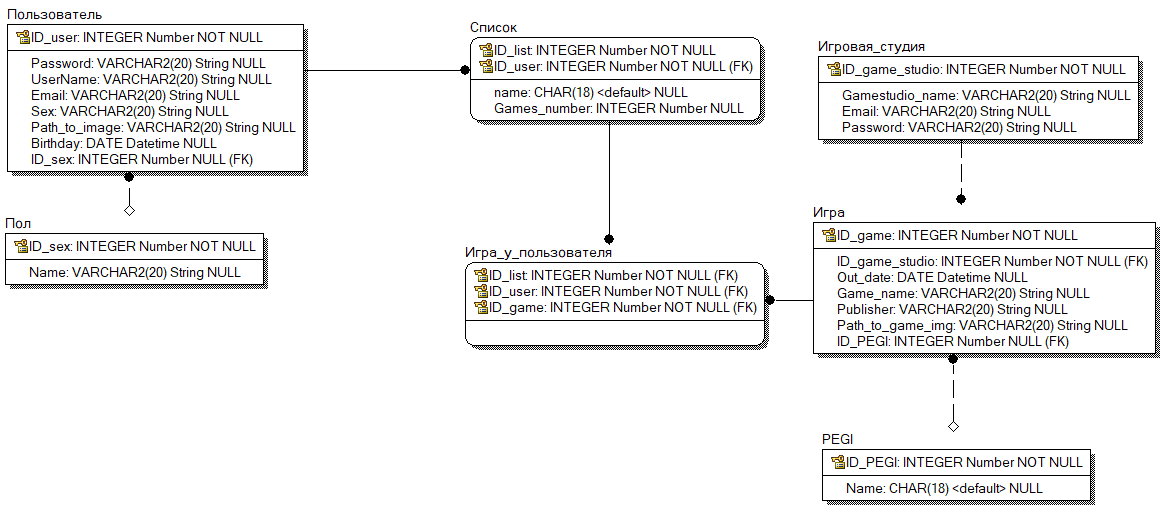 Пользователь
ID_user: INTEGER Number NOT NULL
Password: VARCHAR2(20) String NULL
UserName: VARCHAR2(20) String NULL
Email: VARCHAR2(20) String NULL
Sex: VARCHAR2(20) String NULL
Path_to_image: VARCHAR2(20) String NULL
Birthday: DATE Datetime NULL
ID_sex: INTEGER Number NULL (FK)
Пол
ID_sex: INTEGER Number NOT NULL
Name: VARCHAR2(20) String NULL
Список
ID_list: INTEGER Number NOT NULL
ID_user: INTEGER Number NOT NULL (FK)
name: CHAR(18) <default> NULL
Games_number: INTEGER Number NULL
Игра_у_пользователя
ID_list: INTEGER Number NOT NULL (FK)
ID_user: INTEGER Number NOT NULL (FK)
ID_game: INTEGER Number NOT NULL (FK)
Игровая_студия
ID_game_studio: INTEGER Number NOT NULL
Gamestudio_name: VARCHAR2(20) String NULL
Email: VARCHAR2(20) String NULL
Password: VARCHAR2(20) String NULL
Игра
ID_game: INTEGER Number NOT NULL
ID_game_studio: INTEGER Number NOT NULL (FK)
Out_date: DATE Datetime NULL
Game_name: VARCHAR2(20) String NULL
Publisher: VARCHAR2(20) String NULL
Path_to_game_img: VARCHAR2(20) String NULL
ID_PEGI: INTEGER Number NULL (FK)
PEGI
ID_PEGI: INTEGER Number NOT NULL
Name: CHAR(18) <default> NULL